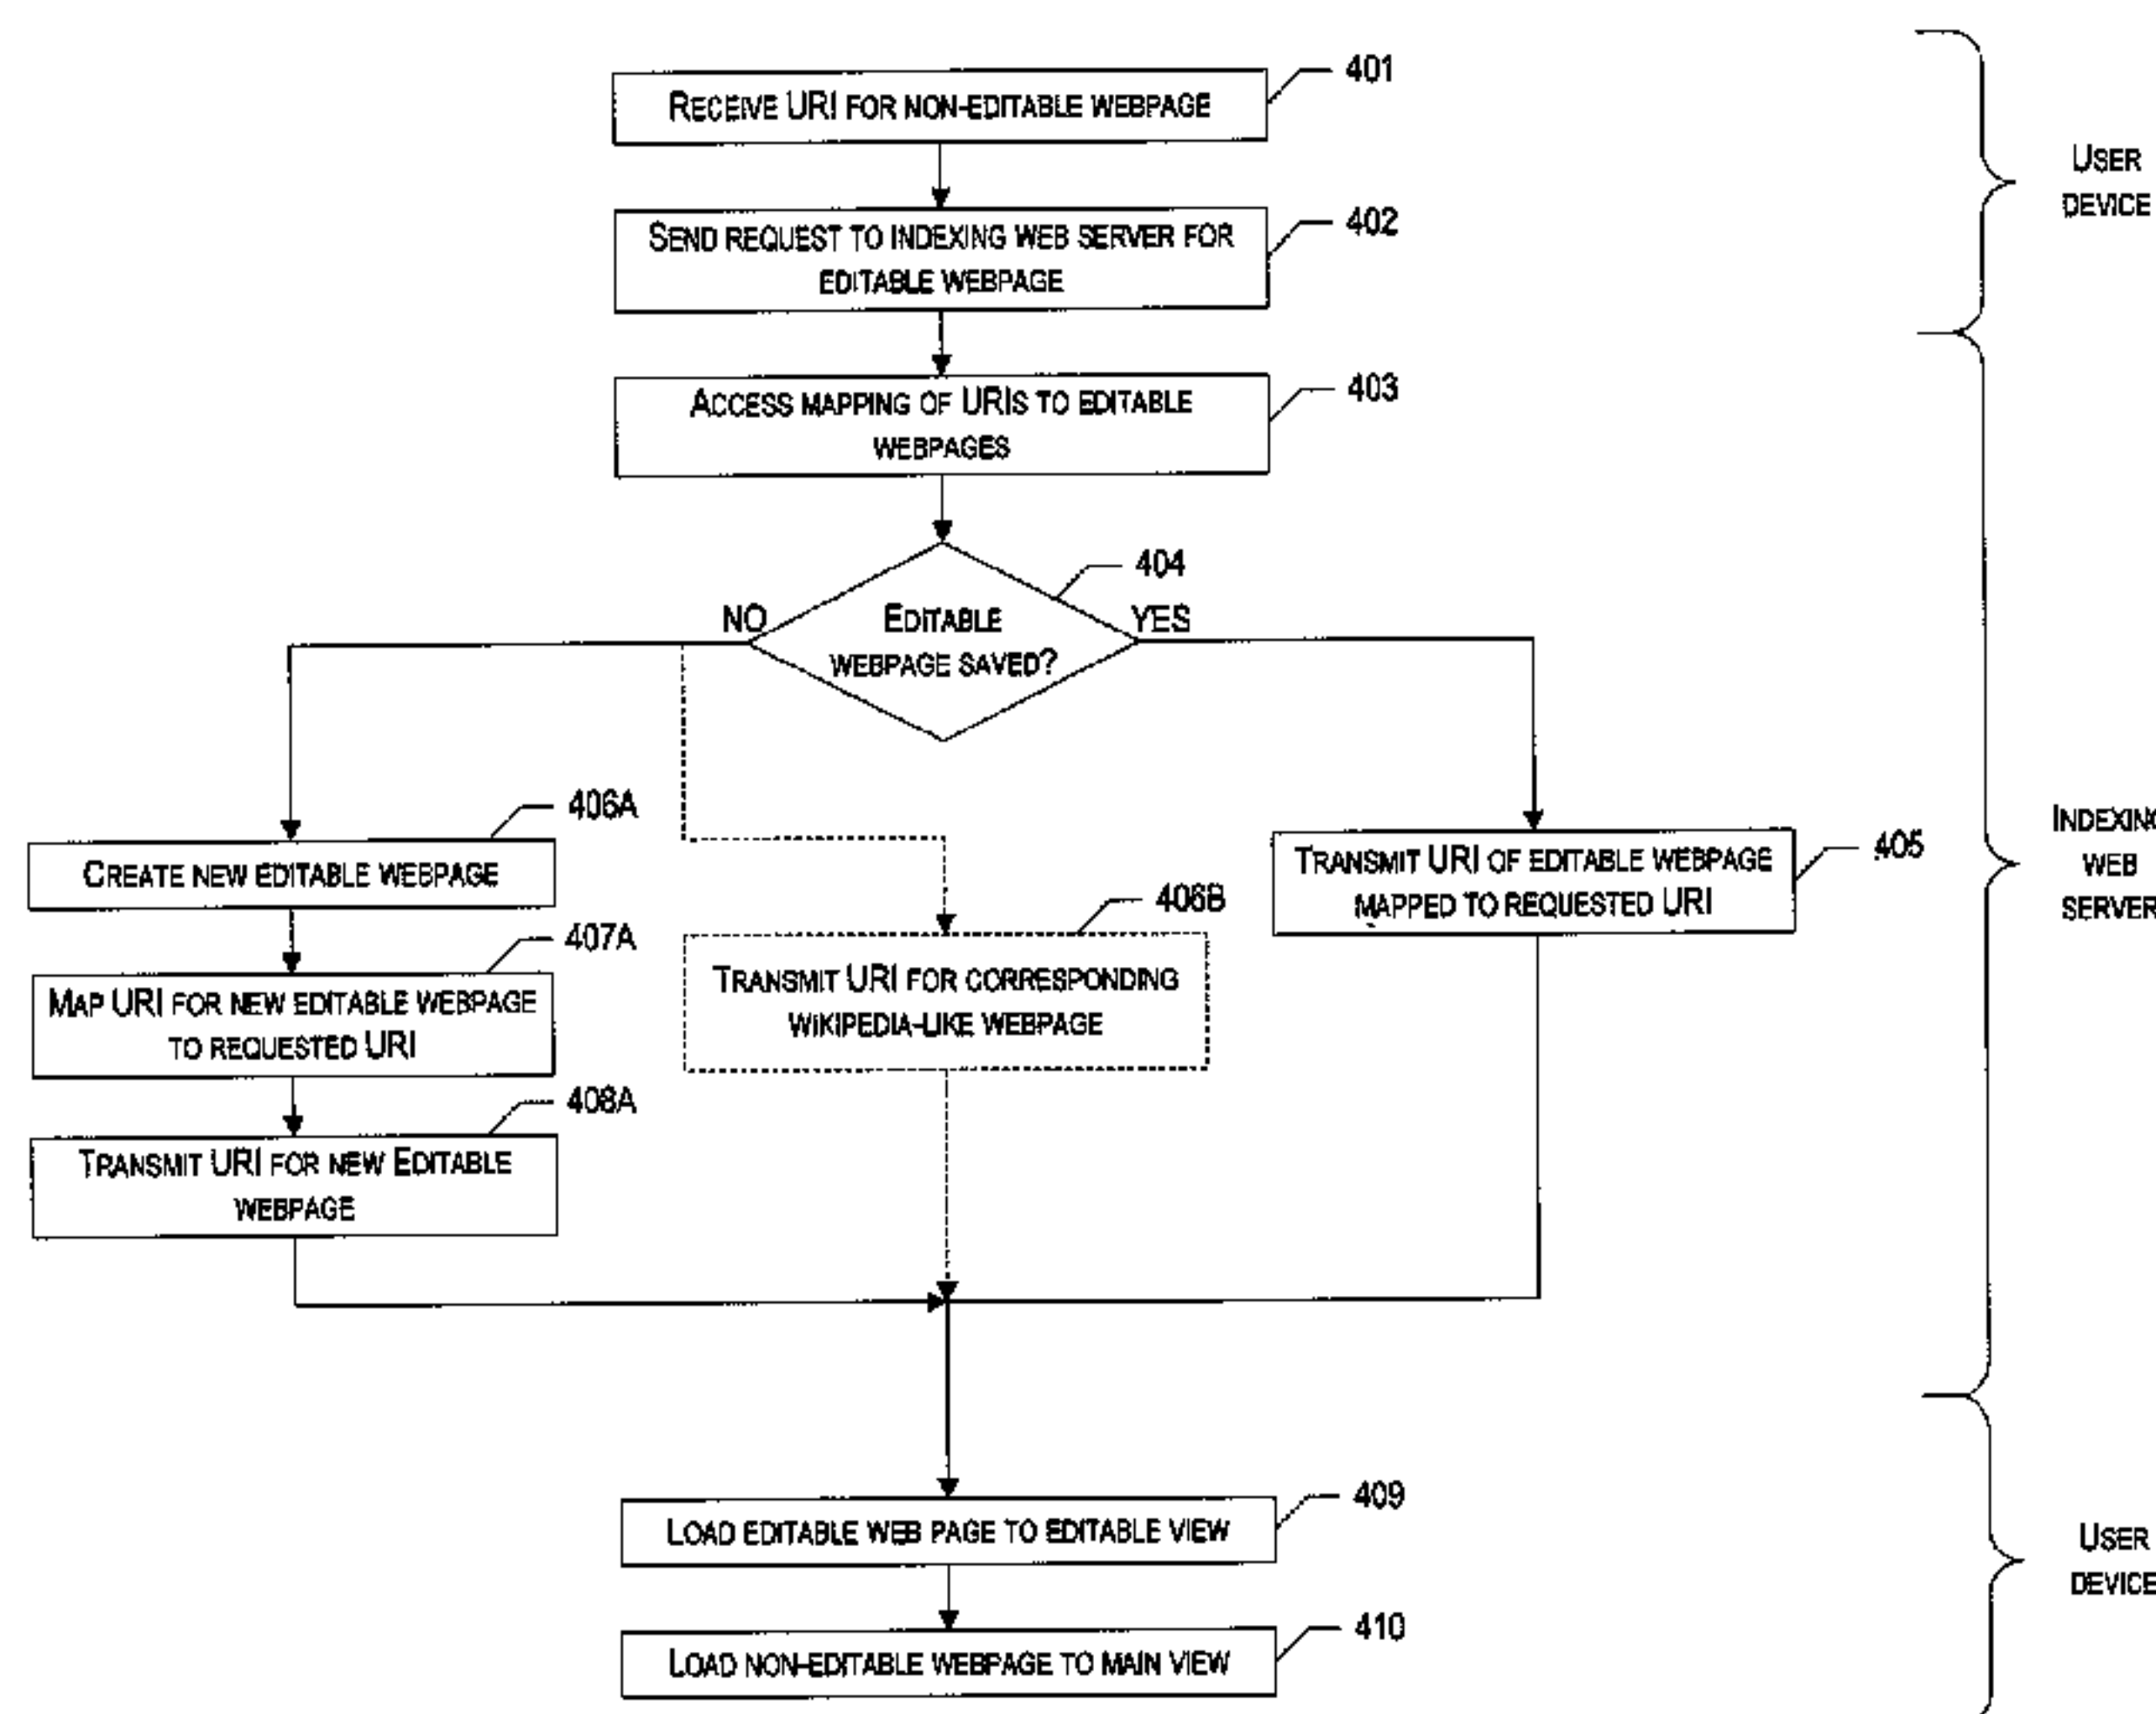 401
RECEIVE URI FOR NON-EDITABLE WEBPAGE
402
SEND REQUEST TO INDEXING WEB SERVER FOR
EDITABLE WEBPAGE
USER
DEVICE
403
ACCESS MAPPING OF URIS TO EDITABLE
WEBPAGES
404
NO
EDITABLE
WEBPAGE SAVED?
YES
406A
CREATE NEW EDITABLE WEBPAGE
407A
MAP URI FOR NEW EDITABLE WEBPAGE
TO REQUESTED URI
408A
TRANSMIT URI FOR NEW EDITABLE
WEBPAGE
406B
TRANSMIT URI FOR CORRESPONDING
WIKIPEDIA-LIKE WEBPAGE
405
TRANSMIT URI OF EDITABLE WEBPAGE
MAPPED TO REQUESTED URI
INDEXING
WEB
SERVER
409
LOAD EDITABLE WEB PAGE TO EDITABLE VIEW
410
LOAD NON-EDITABLE WEBPAGE TO MAIN VIEW
USER
DEVICE